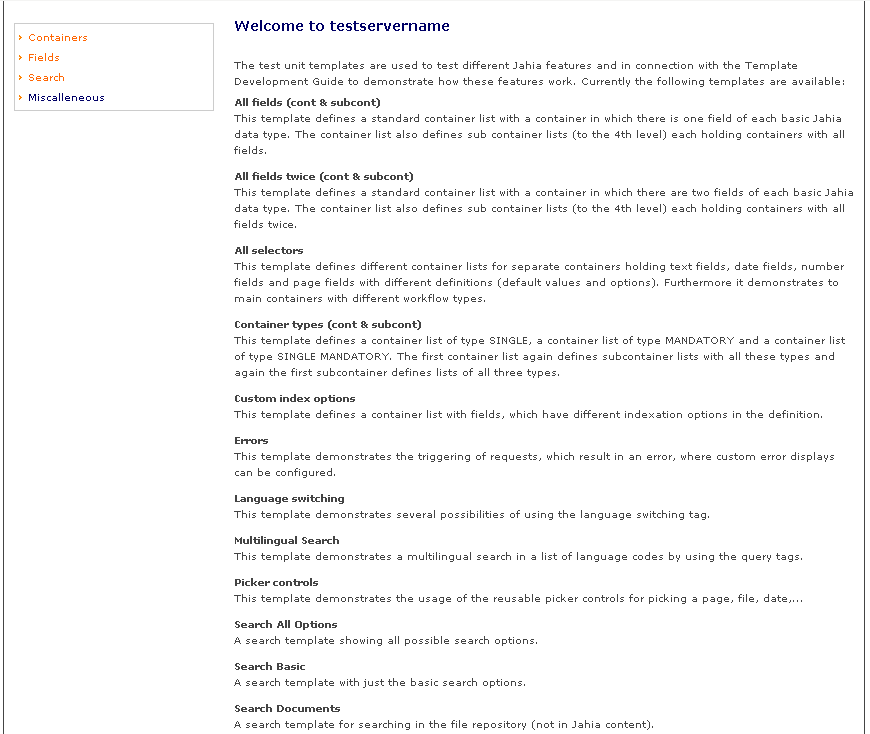 Containers
Fields
Search
Miscalleneous
Welcome to testservername
The test unit templates are used to test different Jahia features and in connection with the Template
Development Guide to demonstrate how these features work. Currently the following templates are available:
All fields (cont & subcont)
This template defines a standard container list with a container in which there is one field of each basic Jahia
data type. The container list also defines sub container lists (to the 4th level) each holding containers with all
fields.
All fields twice (cont & subcont)
This template defines a standard container list with a container in which there are two fields of each basic Jahia
data type. The container list also defines sub container lists (to the 4th level) each holding containers with all
fields twice.
All selectors
This template defines different container lists for separate containers holding text fields, date fields, number
fields and page fields with different definitions (default values and options). Furthermore it demonstrates to
main containers with different workflow types.
Container types (cont & subcont)
This template defines a container list of type SINGLE, a container list of type MANDATORY and a container list
of type SINGLE MANDATORY. The first container list again defines subcontainer lists with all these types and
again the first subcontainer defines lists of all three types.
Custom index options
This template defines a container list with fields, which have different indexation options in the definition.
Errors
This template demonstrates the triggering of requests, which result in an error, where custom error displays
can be configured.
Language switching
This template demonstrates several possibilities of using the language switching tag.
Multilingual Search
This template demonstrates a multilingual search in a list of language codes by using the query tags.
Picker controls
This template demonstrates the usage of the reusable picker controls for picking a page, file, date,...
Search All Options
A search template showing all possible search options.
Search Basic
A search template with just the basic search options.
Search Documents
A search template for searching in the file repository (not in Jahia content).